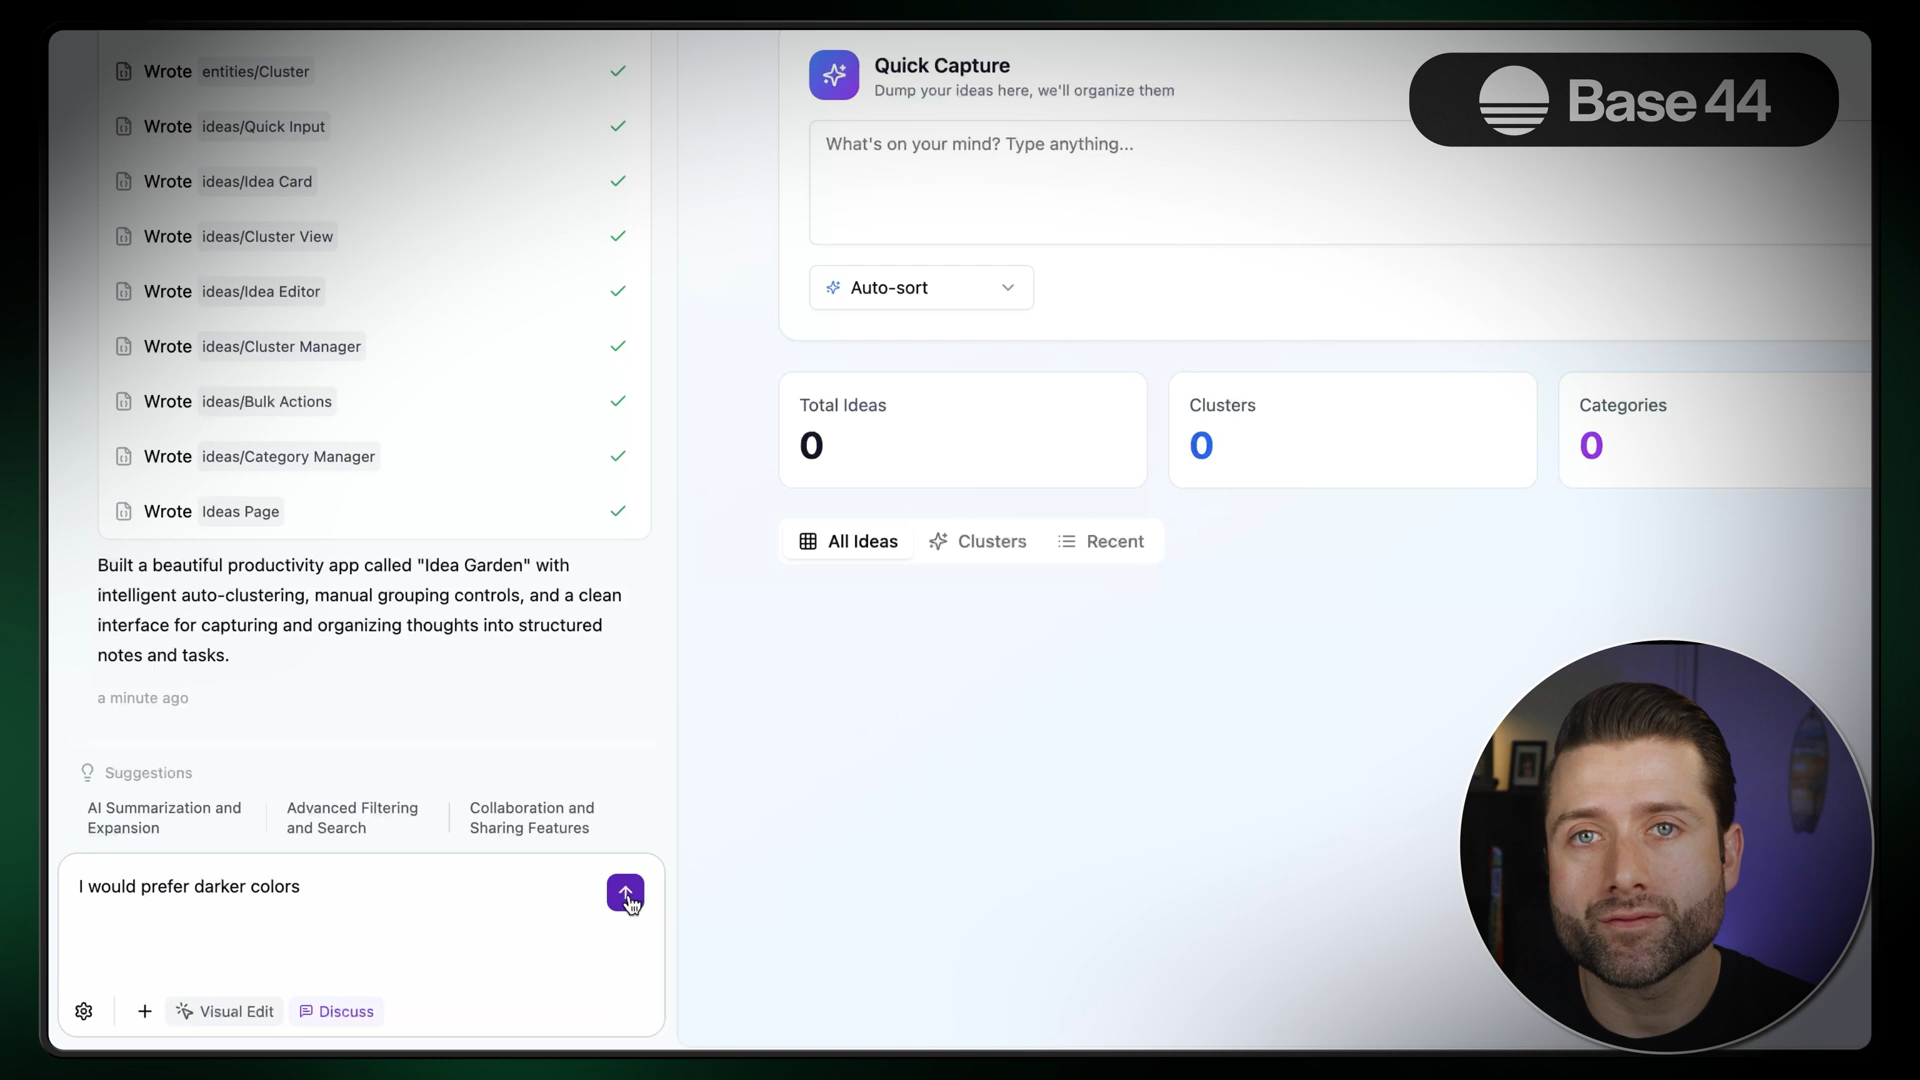 Wrote entities/Cluster
Wrote ideas/Quick Input
Wrote ideas/Idea Card
Wrote ideas/Cluster View
Wrote ideas/Idea Editor
Wrote ideas/Cluster Manager
Wrote ideas/Bulk Actions
Wrote ideas/Category Manager
Wrote Ideas Page
Built a beautiful productivity app called "Idea Garden" with
intelligent auto-clustering, manual grouping controls, and a clean
interface for capturing and organizing thoughts into structured
notes and tasks.
a minute ago
Suggestions
AI Summarization and
Expansion
Advanced Filtering
and Search
Collaboration and
Sharing Features
I would prefer darker colors
Visual Edit
Discuss
Quick Capture
Dump your ideas here, we'll organize them
What's on your mind? Type anything...
Auto-sort
Total Ideas
0
Clusters
0
Categories
0
All Ideas
Clusters
Recent
Base 44